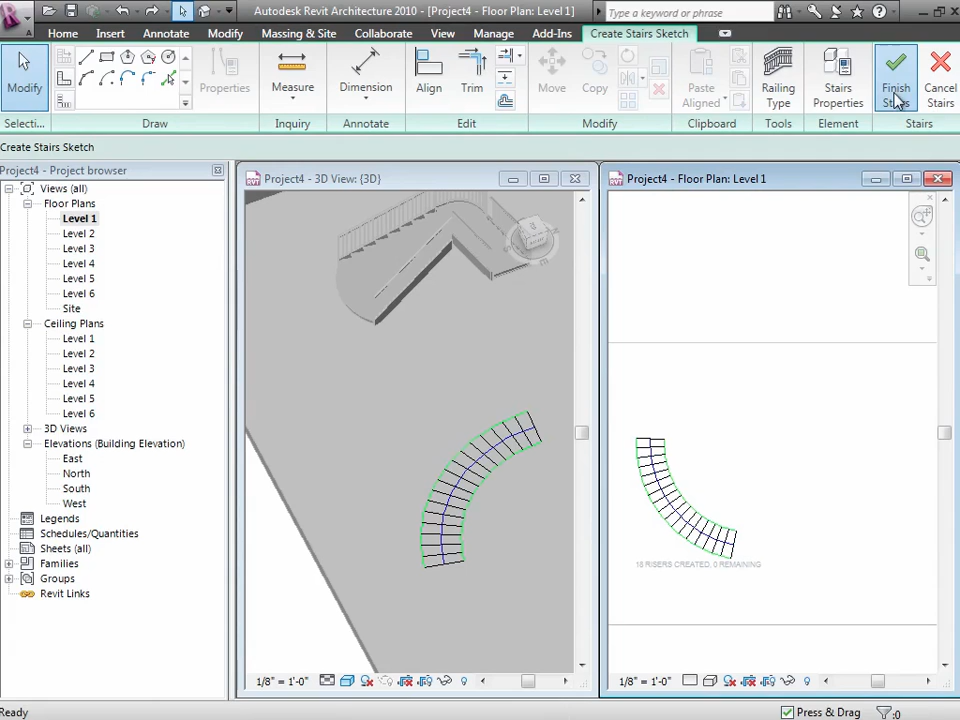 Autodesk Revit Architecture 2010 - [Project4 - Floor Plan: Level 1]
Type a keyword or phrase
Home Insert Annotate Modify Massing & Site Collaborate View Manage Add-Ins Create Stairs Sketch
Modify
Properties
Measure
Dimension
Align
Trim
Move
Copy
Paste Aligned
Railing Type
Stairs Properties
Finish Stairs
Cancel Stairs
Selecti... Draw Inquiry Annotate Edit Modify Clipboard Tools Element Stairs
Create Stairs Sketch
Project4 - Project browser
Views (all)
Floor Plans
Level 1
Level 2
Level 3
Level 4
Level 5
Level 6
Site
Ceiling Plans
Level 1
Level 2
Level 3
Level 4
Level 5
Level 6
3D Views
Elevations (Building Elevation)
East
North
South
West
Legends
Schedules/Quantities
Sheets (all)
Families
Groups
Revit Links
Project4 - 3D View: {3D}
1/8" = 1'-0"
Project4 - Floor Plan: Level 1
18 RISERS CREATED, 0 REMAINING
1/8" = 1'-0"
Ready
Press & Drag
:0